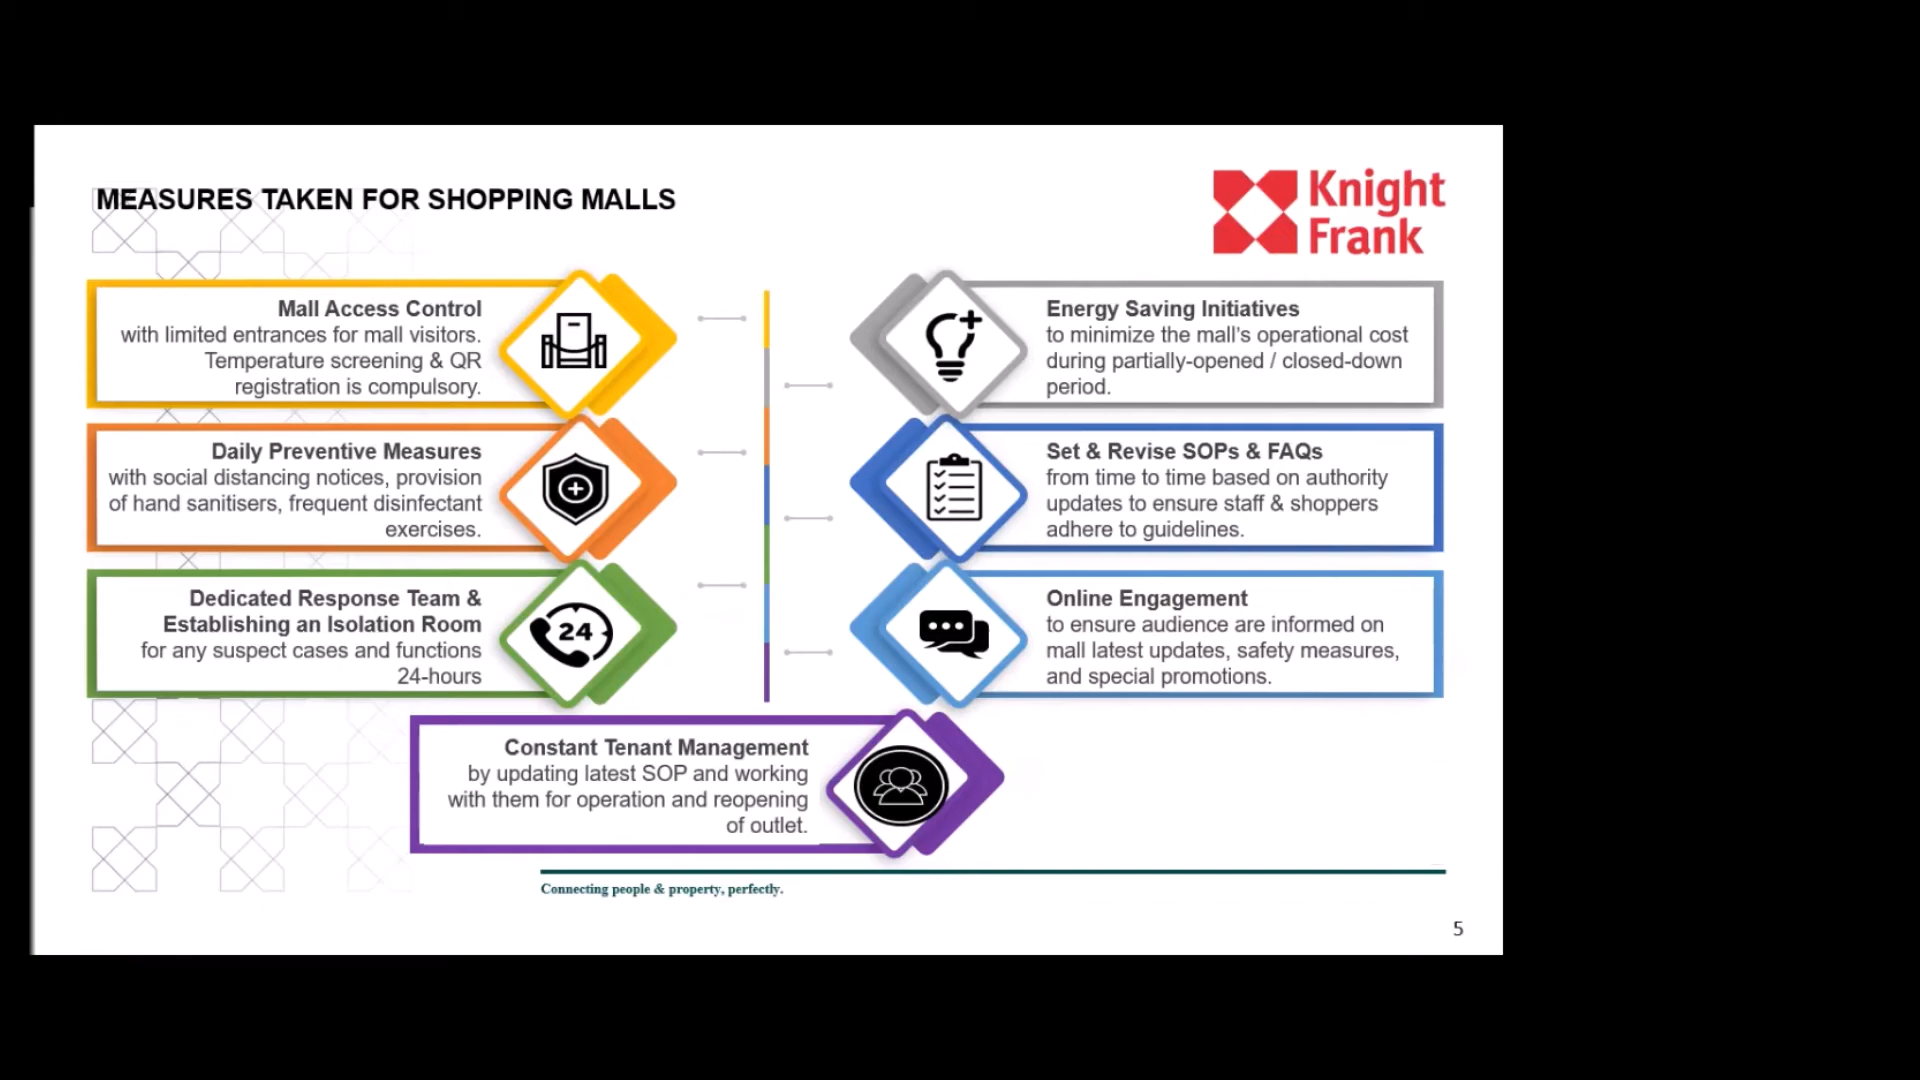 MEASURES TAKEN FOR SHOPPING MALLS
Knight
Frank
Mall Access Control
with limited entrances for mall visitors.
Temperature screening & QR
registration is compulsory.
Energy Saving Initiatives
to minimize the mall's operational cost
during partially-opened / closed-down
period.
Daily Preventive Measures
with social distancing notices, provision
of hand sanitisers, frequent disinfectant
exercises.
Set & Revise SOPs & FAQs
from time to time based on authority
updates to ensure staff & shoppers
adhere to guidelines.
Dedicated Response Team &
Establishing an Isolation Room
for any suspect cases and functions
24-hours
24
Online Engagement
to ensure audience are informed on
mall latest updates, safety measures,
and special promotions.
Constant Tenant Management
by updating latest SOP and working
with them for operation and reopening
of outlet.
Connecting people & property, perfectly.
5